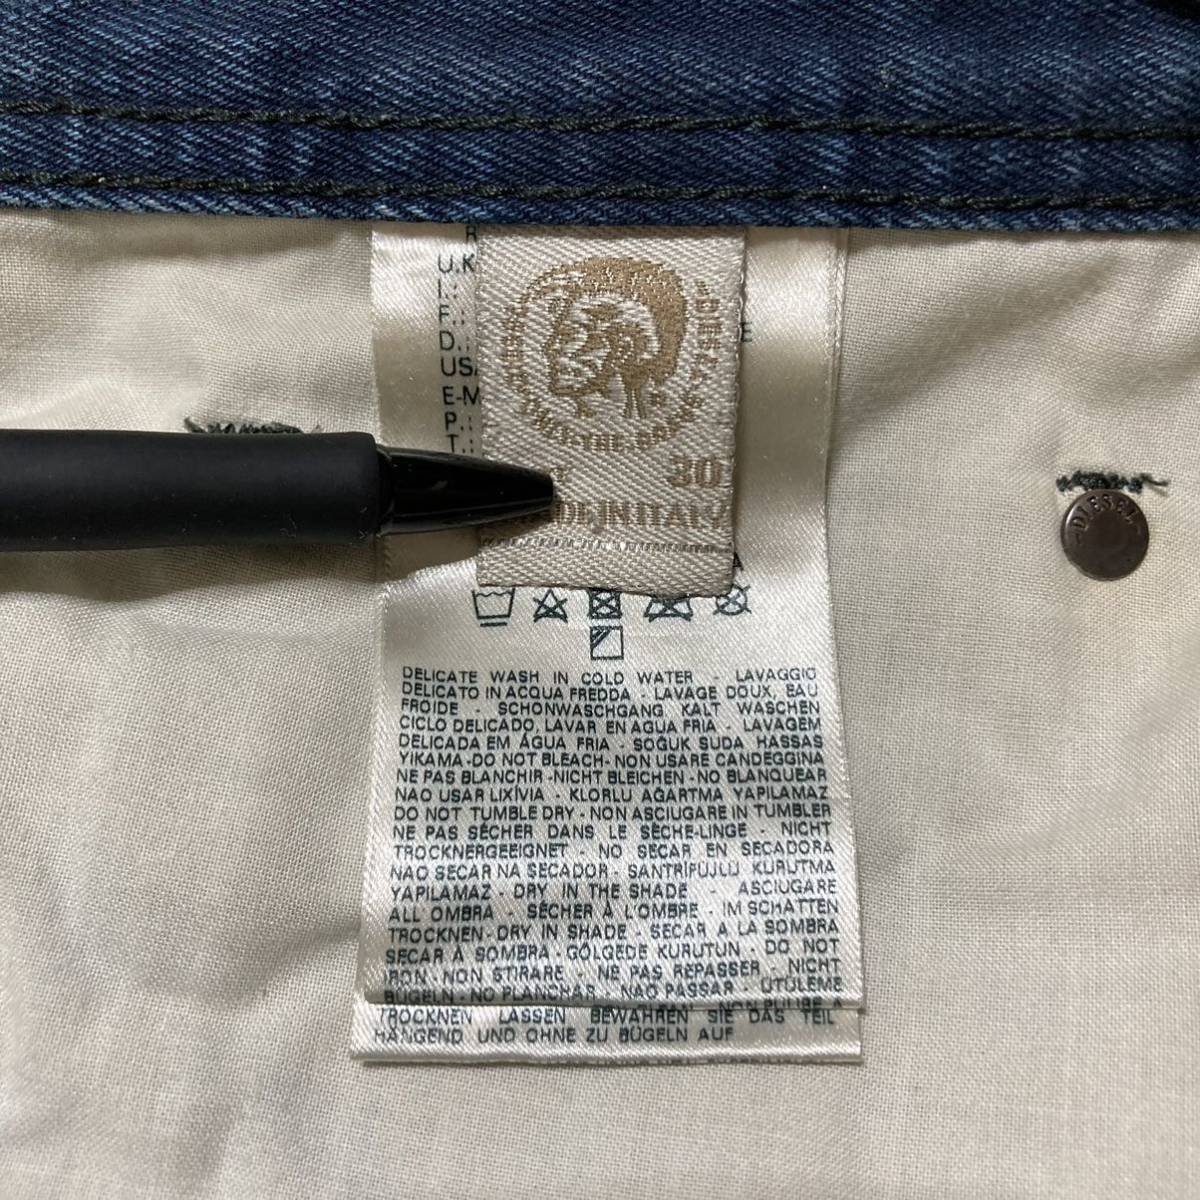 U.K
I.:
F.:
D.:
E
E-M
P.:
T.:
30
IN ITALY
A
DIESEL
DELICATE WASH IN COLD WATER - LAVAGGIO
DELICATO IN ACQUA FREDDA - LAVAGE DOUX, EAU
FROIDE - SCHONWASCHGANG KALT WASCHEN
CICLO DELICADO, LAVAR EN AGUA FRIA - LAVAGEM
DELICADA EM ÁGUA FRIA - SOĞUK SUDA HASSAS
YIKAMA-DO NOT BLEACH-NON USARE CANDEGGINA
NE PAS BLANCHIR-NICHT BLEICHEN-NO BLANQUEAR
NAO USAR LIXÍVIA - KLORLU AGARTMA YAPILAMAZ
DO NOT TUMBLE DRY - NON ASCIUGARE IN TUMBLER
NE PAS SÉCHER DANS LE SÈCHE-LINGE - NICHT
TROCKNERGEEIGNET - NO SECAR EN SECADORA
NAO SECAR NA SECADOR - SANTRİFÜJLÜ KURUTMA
YAPILAMAZ - DRY IN THE SHADE - ASCIUGARE
ALL'OMBRA - SÉCHER À L'OMBRE - IM SCHATTEN
TROCKNEN-DRY IN SHADE - SECAR A LA SOMBRA
SECAR À SOMBRA - GÖLGEDE KURUTUN - DO NOT
IRON - NON STIRARE - NE PAS REPASSER - NICHT
BÜGELN - NO PLANCHAR - NAO PASSAR - ÜTÜLEME
TROCKNEN LASSEN BEWAHREN SIE DAS TEIL
HÄNGEND UND OHNE ZU BÜGELN AUF